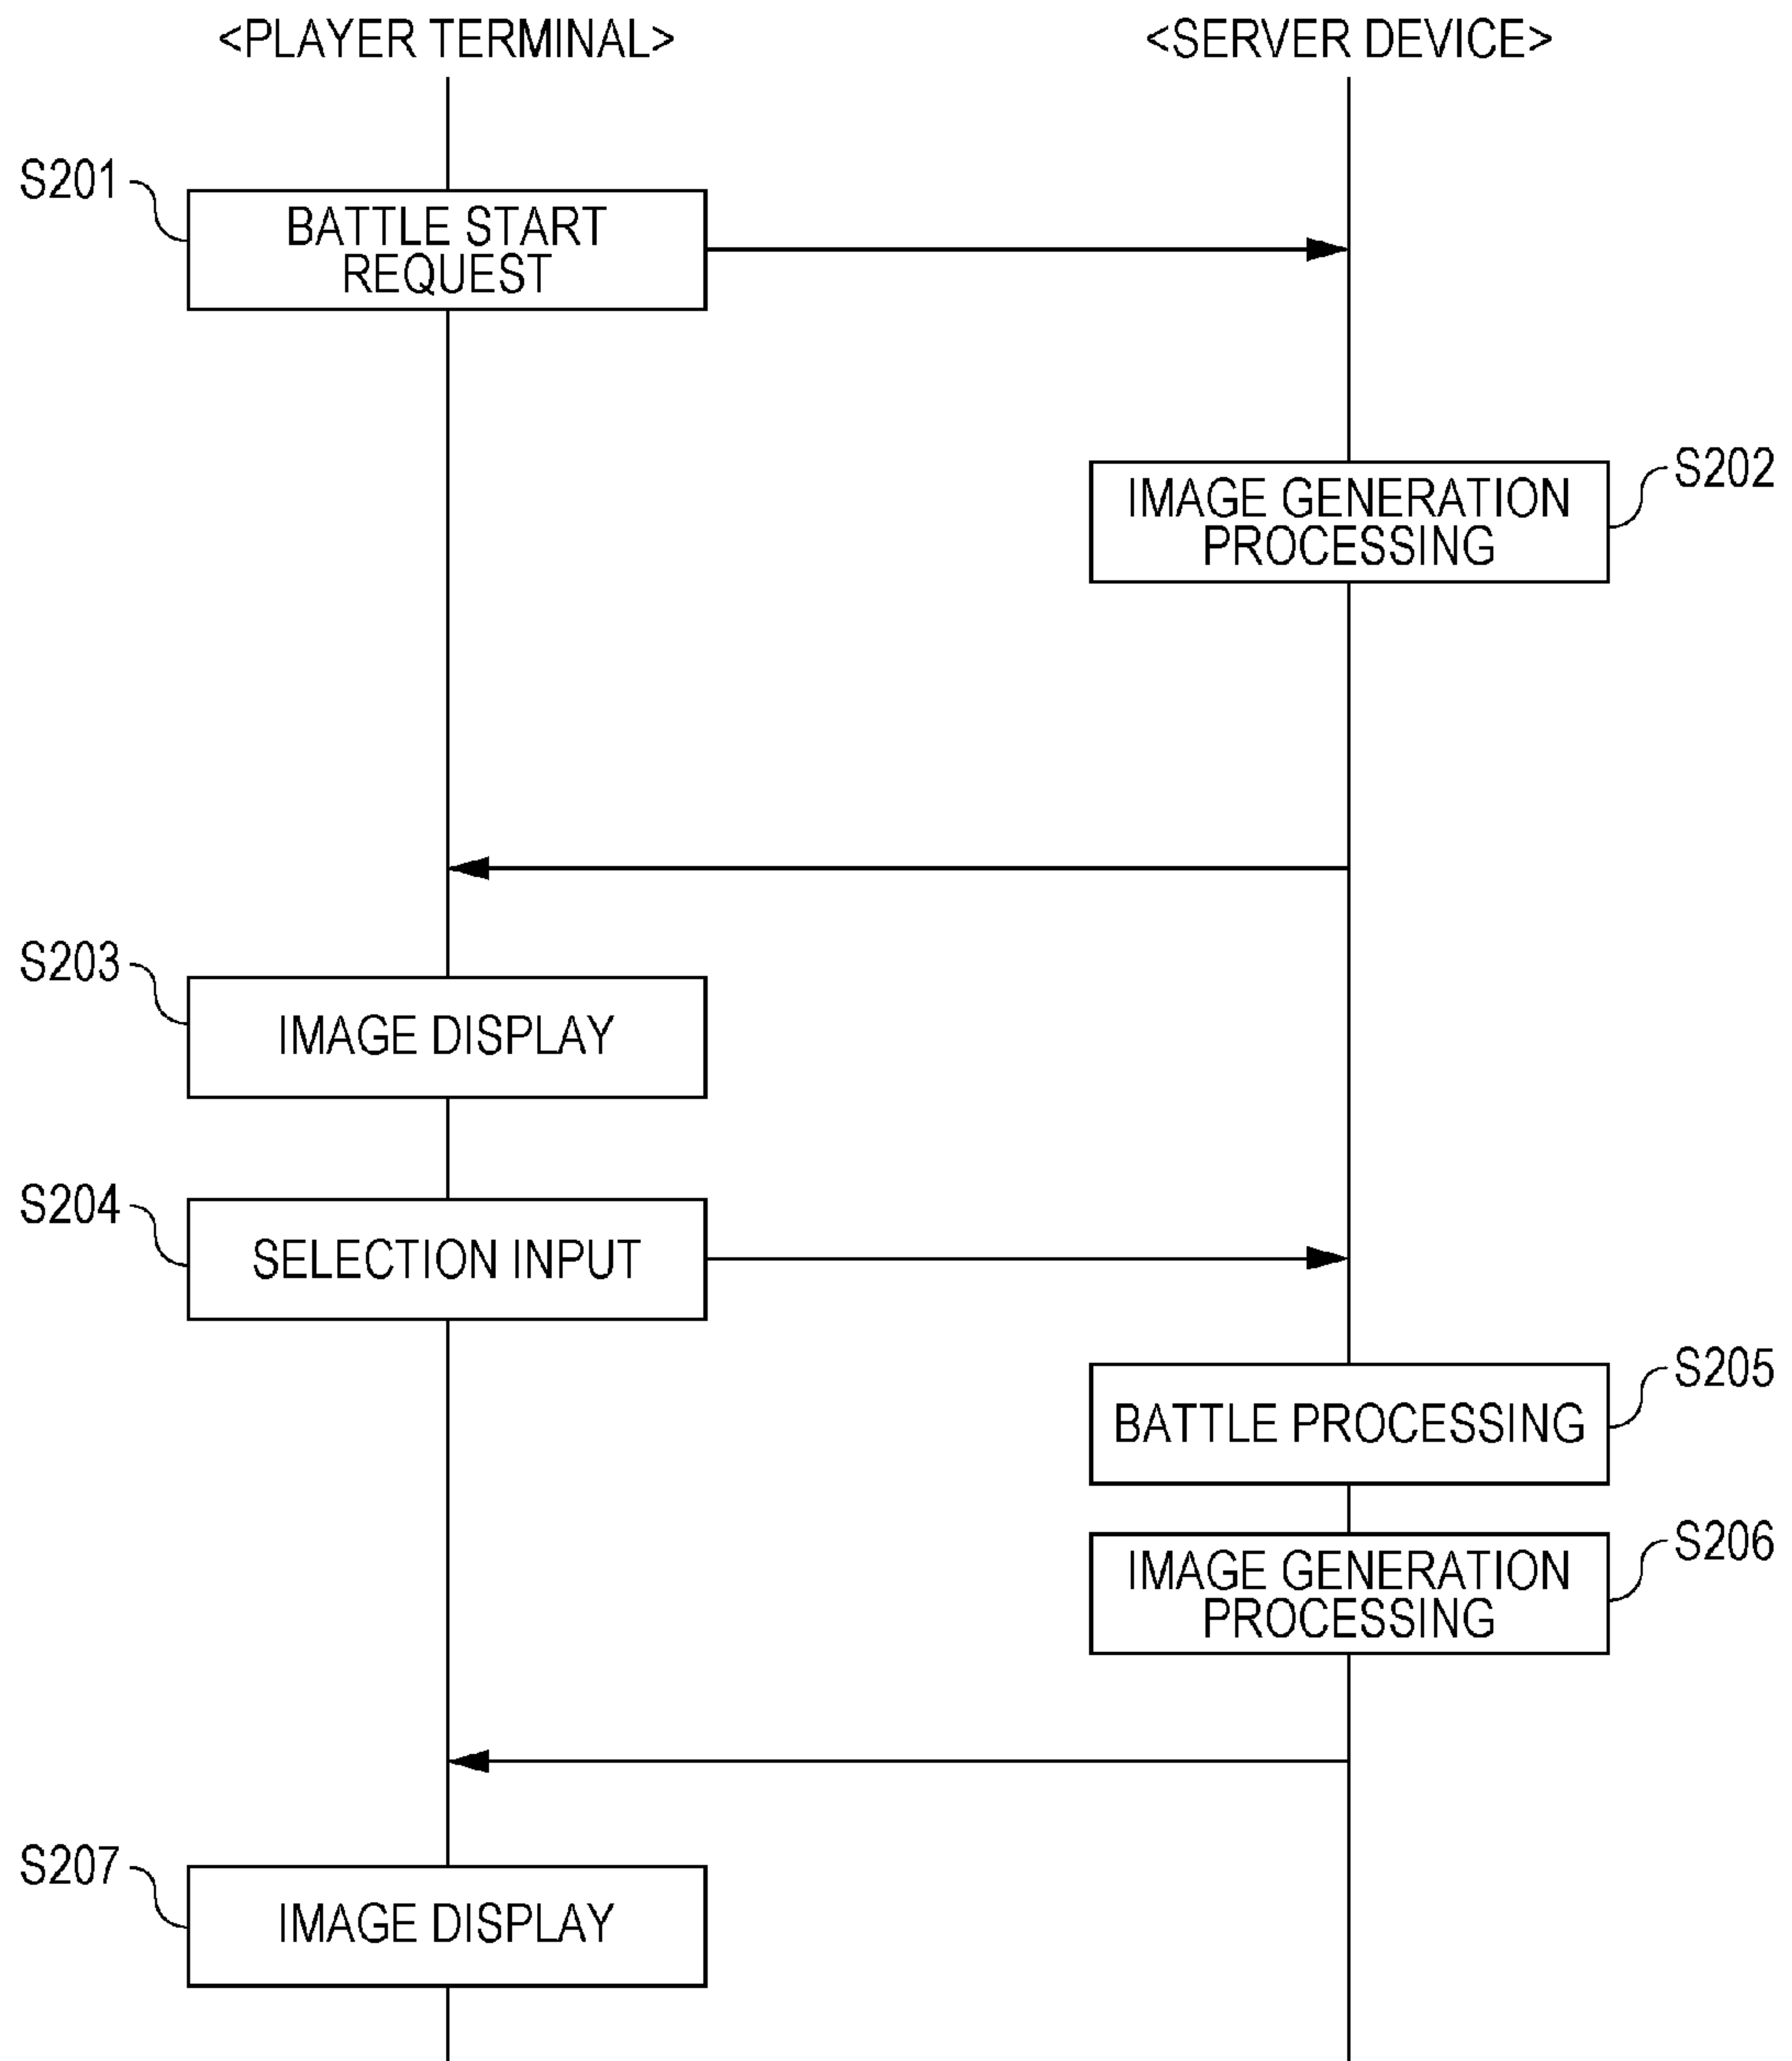 <PLAYER TERMINAL>
<SERVER DEVICE>
S201
BATTLE START
REQUEST
S202
IMAGE GENERATION
PROCESSING
S203
IMAGE DISPLAY
S204
SELECTION INPUT
S205
BATTLE PROCESSING
S206
IMAGE GENERATION
PROCESSING
S207
IMAGE DISPLAY